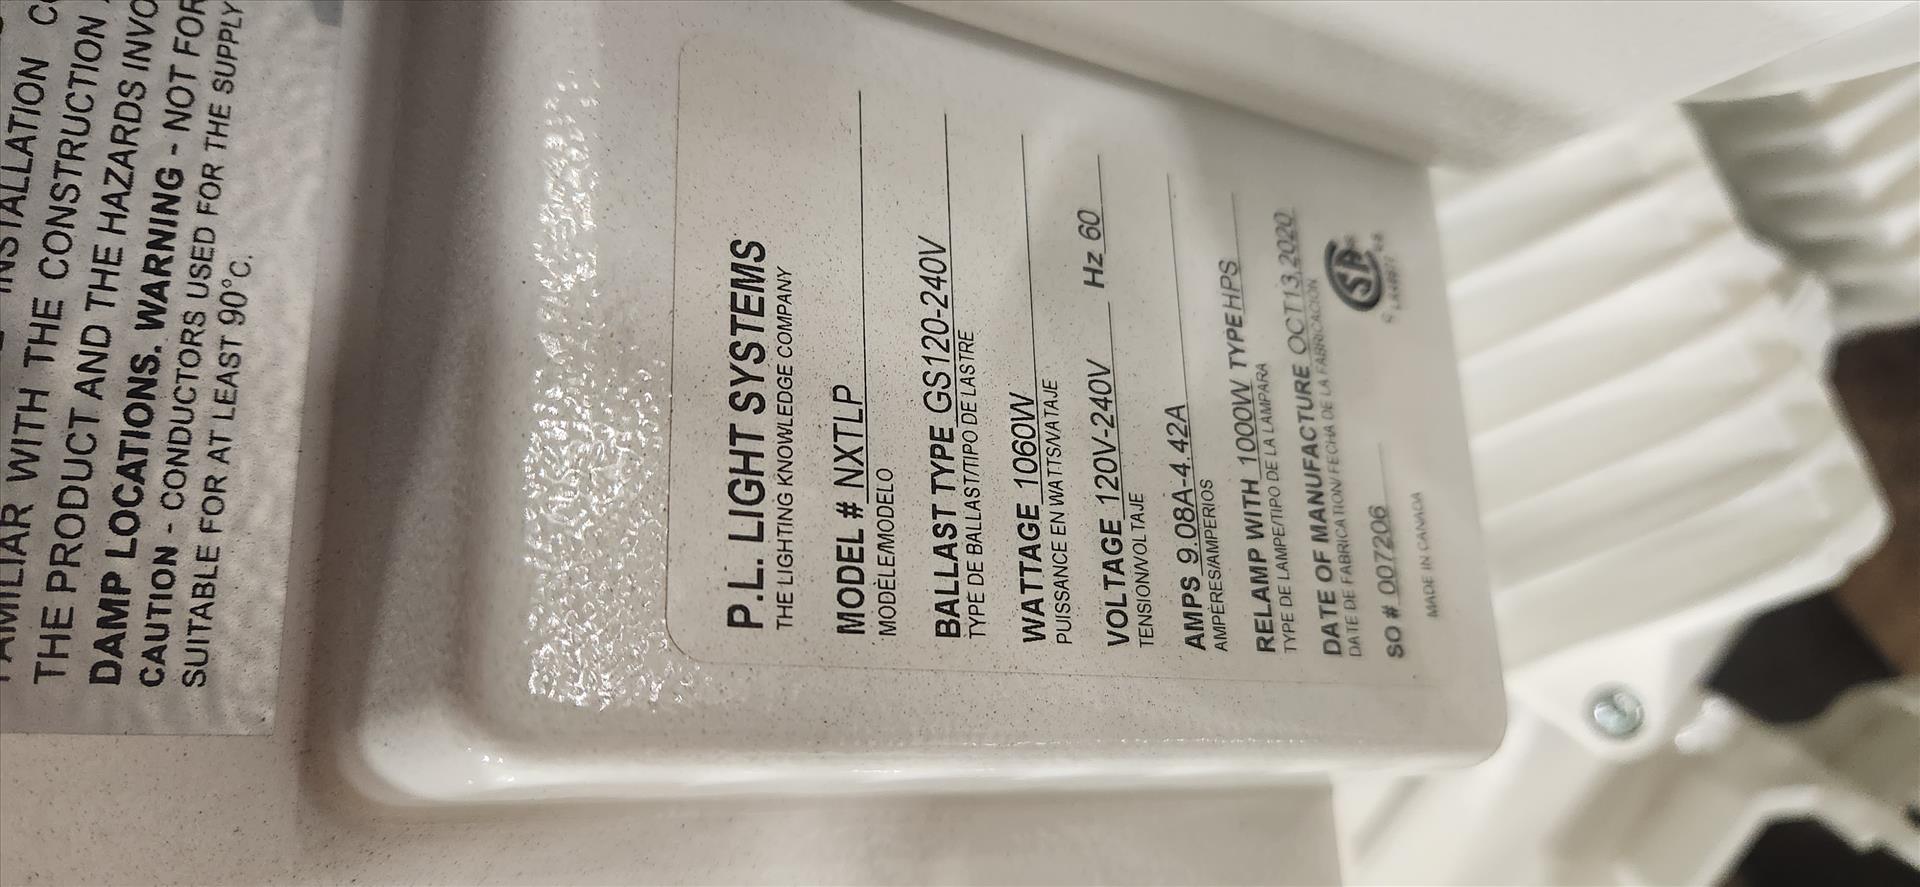 INSTALLATION
FAMILIAR WITH THE CONSTRUCTION
THE PRODUCT AND THE HAZARDS INVO
DAMP LOCATIONS. WARNING - NOT FOR
CAUTION - CONDUCTORS USED FOR THE SUPPLY
SUITABLE FOR AT LEAST 90°C.
P.L. LIGHT SYSTEMS
THE LIGHTING KNOWLEDGE COMPANY
MODEL # NXTLP
MODÈLE/MODELO
BALLAST TYPE GS120-240V
TYPE DE BALLAST/TIPO DE LASTRE
WATTAGE 1060W
PUISSANCE EN WATTS/VATAJE
VOLTAGE 120V-240V Hz 60
TENSION/VOLTAJE
AMPS 9.08A-4.42A
AMPÈRES/AMPERIOS
RELAMP WITH 1000W TYPE HPS
TYPE DE LAMPE/TIPO DE LA LAMPARA
DATE OF MANUFACTURE OCT13,2020
DATE DE FABRICATION/FECHA DE LA FABRICACION
SO # 007206
SA
MADE IN CANADA